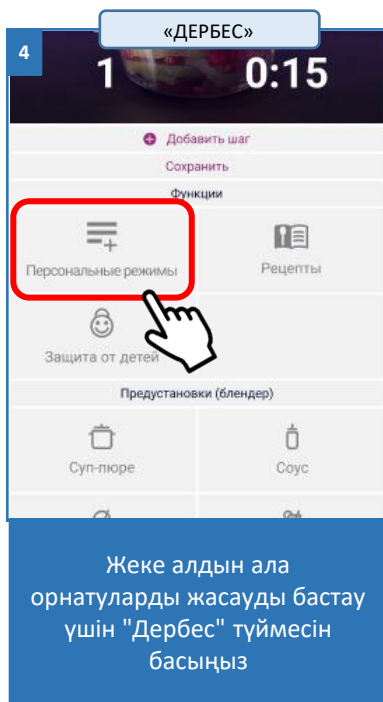 «ДЕРБЕС»
4
1 0:15
Добавить шаг
Сохранить
Функции
Персональные режимы Рецепты
Защита от детей
Предустановки (блендер)
Суп-пюре Соус
Жеке алдын ала
орнатуларды жасауды бастау
үшін "Дербес" түймесін
басыңыз